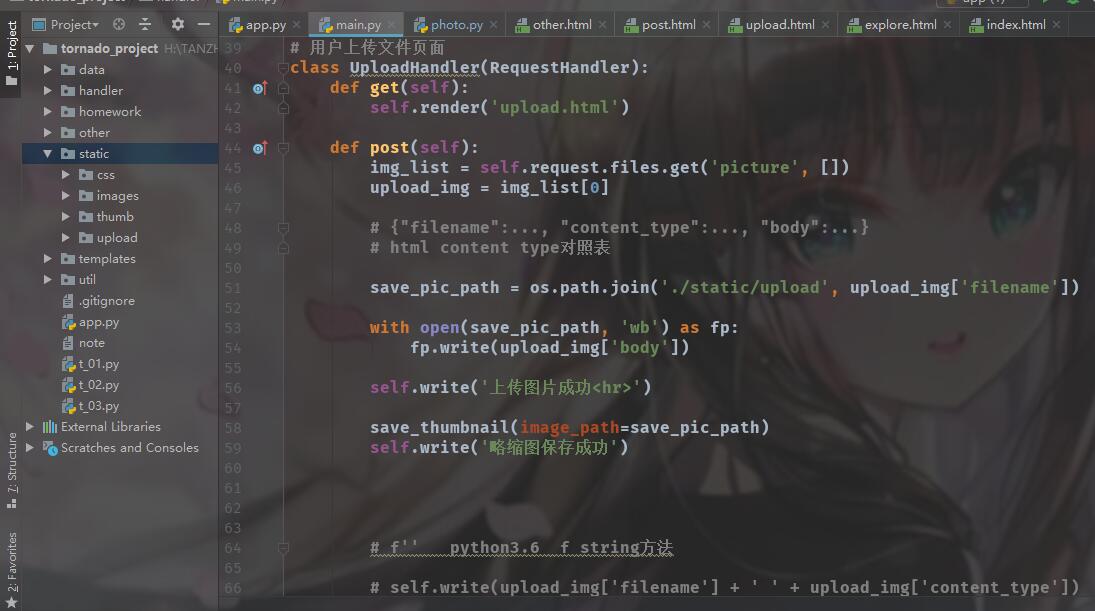 Project
app.py
main.py
photo.py
other.html
post.html
upload.html
explore.html
index.html
1: Project
7: Structure
2: Favorites
tornado_project H:\TANZH
data
handler
homework
other
static
css
images
thumb
upload
templates
util
.gitignore
app.py
note
t_01.py
t_02.py
t_03.py
External Libraries
Scratches and Consoles
39 # 用户上传文件页面
40 class UploadHandler(RequestHandler):
41 def get(self):
42 self.render('upload.html')
43
44 def post(self):
45 img_list = self.request.files.get('picture', [])
46 upload_img = img_list[0]
47
48 # {"filename":..., "content_type":..., "body":...}
49 # html content type对照表
50
51 save_pic_path = os.path.join('./static/upload', upload_img['filename'])
52
53 with open(save_pic_path, 'wb') as fp:
54 fp.write(upload_img['body'])
55
56 self.write('上传图片成功<hr>')
57
58 save_thumbnail(image_path=save_pic_path)
59 self.write('略缩图保存成功')
60
61
62
63
64 # f'' python3.6 f string方法
65
66 # self.write(upload_img['filename'] + ' ' + upload_img['content_type'])